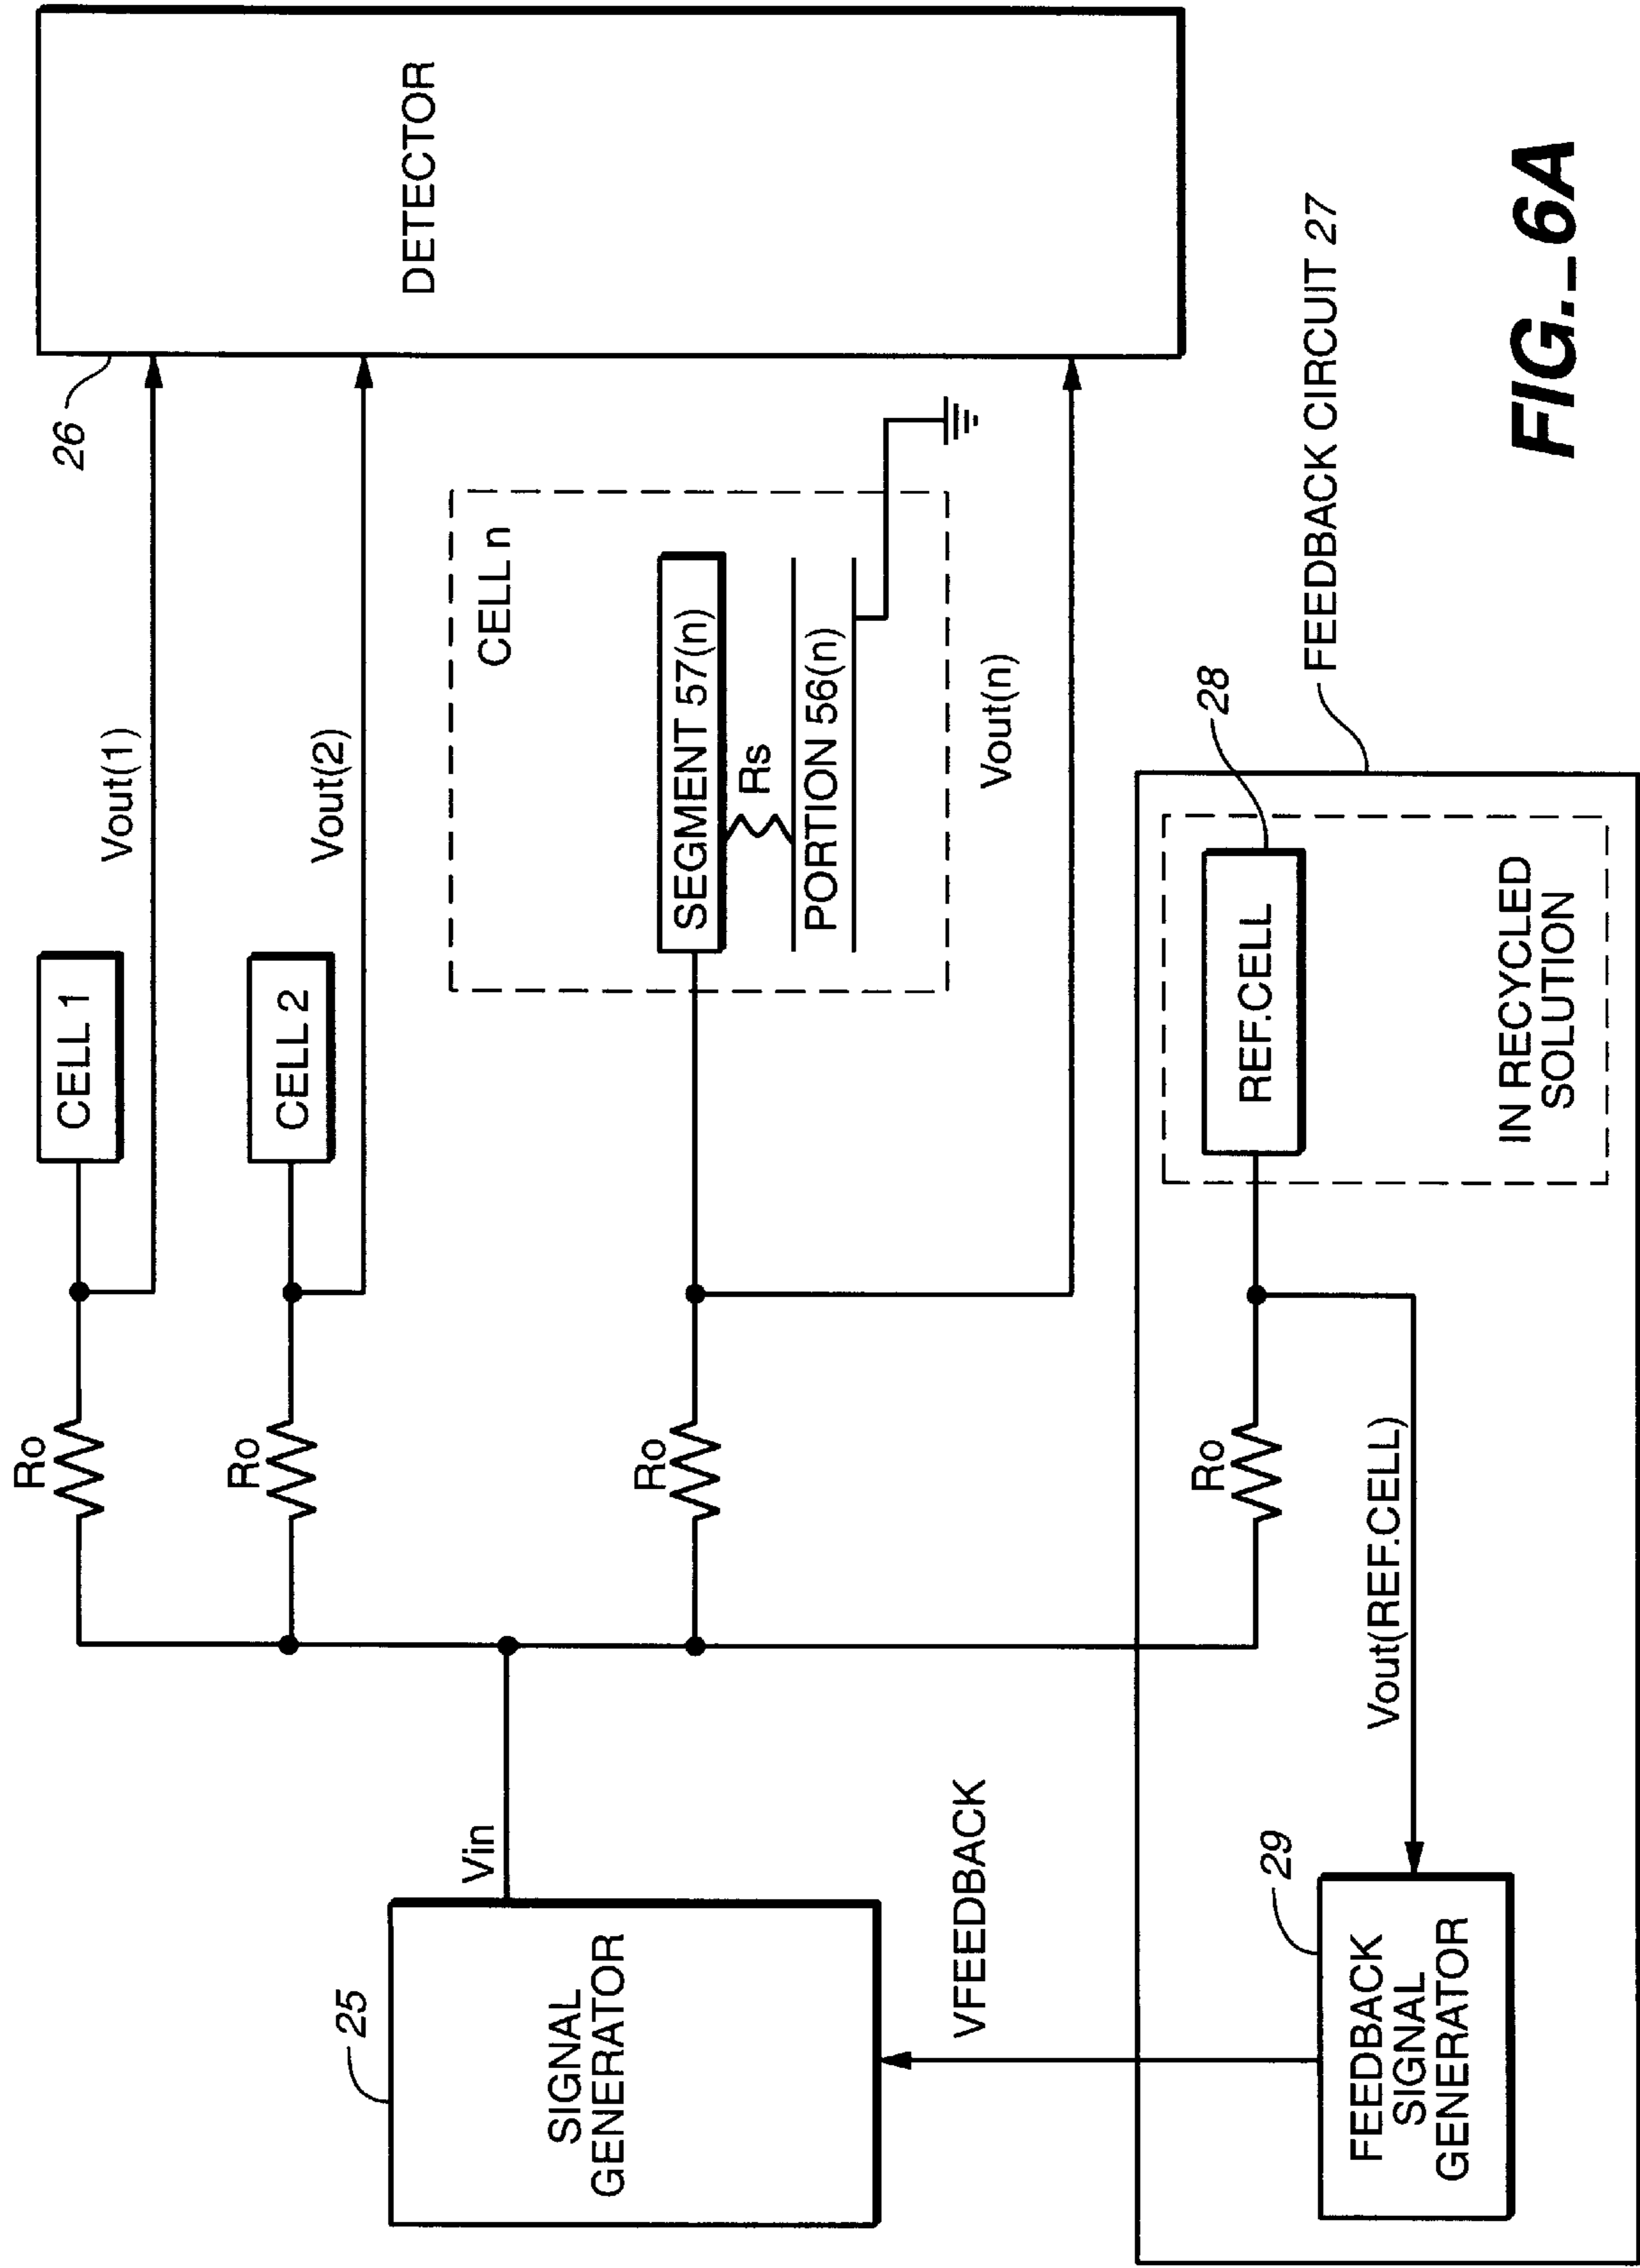 Ro
CELL 1
Vout(1)
26
DETECTOR
Ro
CELL 2
Vout(2)
25
SIGNAL
GENERATOR
Vin
Ro
CELL n
SEGMENT 57(n)
Rs
PORTION 56(n)
Vout(n)
VFEEDBACK
FEEDBACK CIRCUIT 27
28
Ro
REF.CELL
IN RECYCLED
SOLUTION
Vout(REF.CELL)
29
FEEDBACK
SIGNAL
GENERATOR
FIG._6A